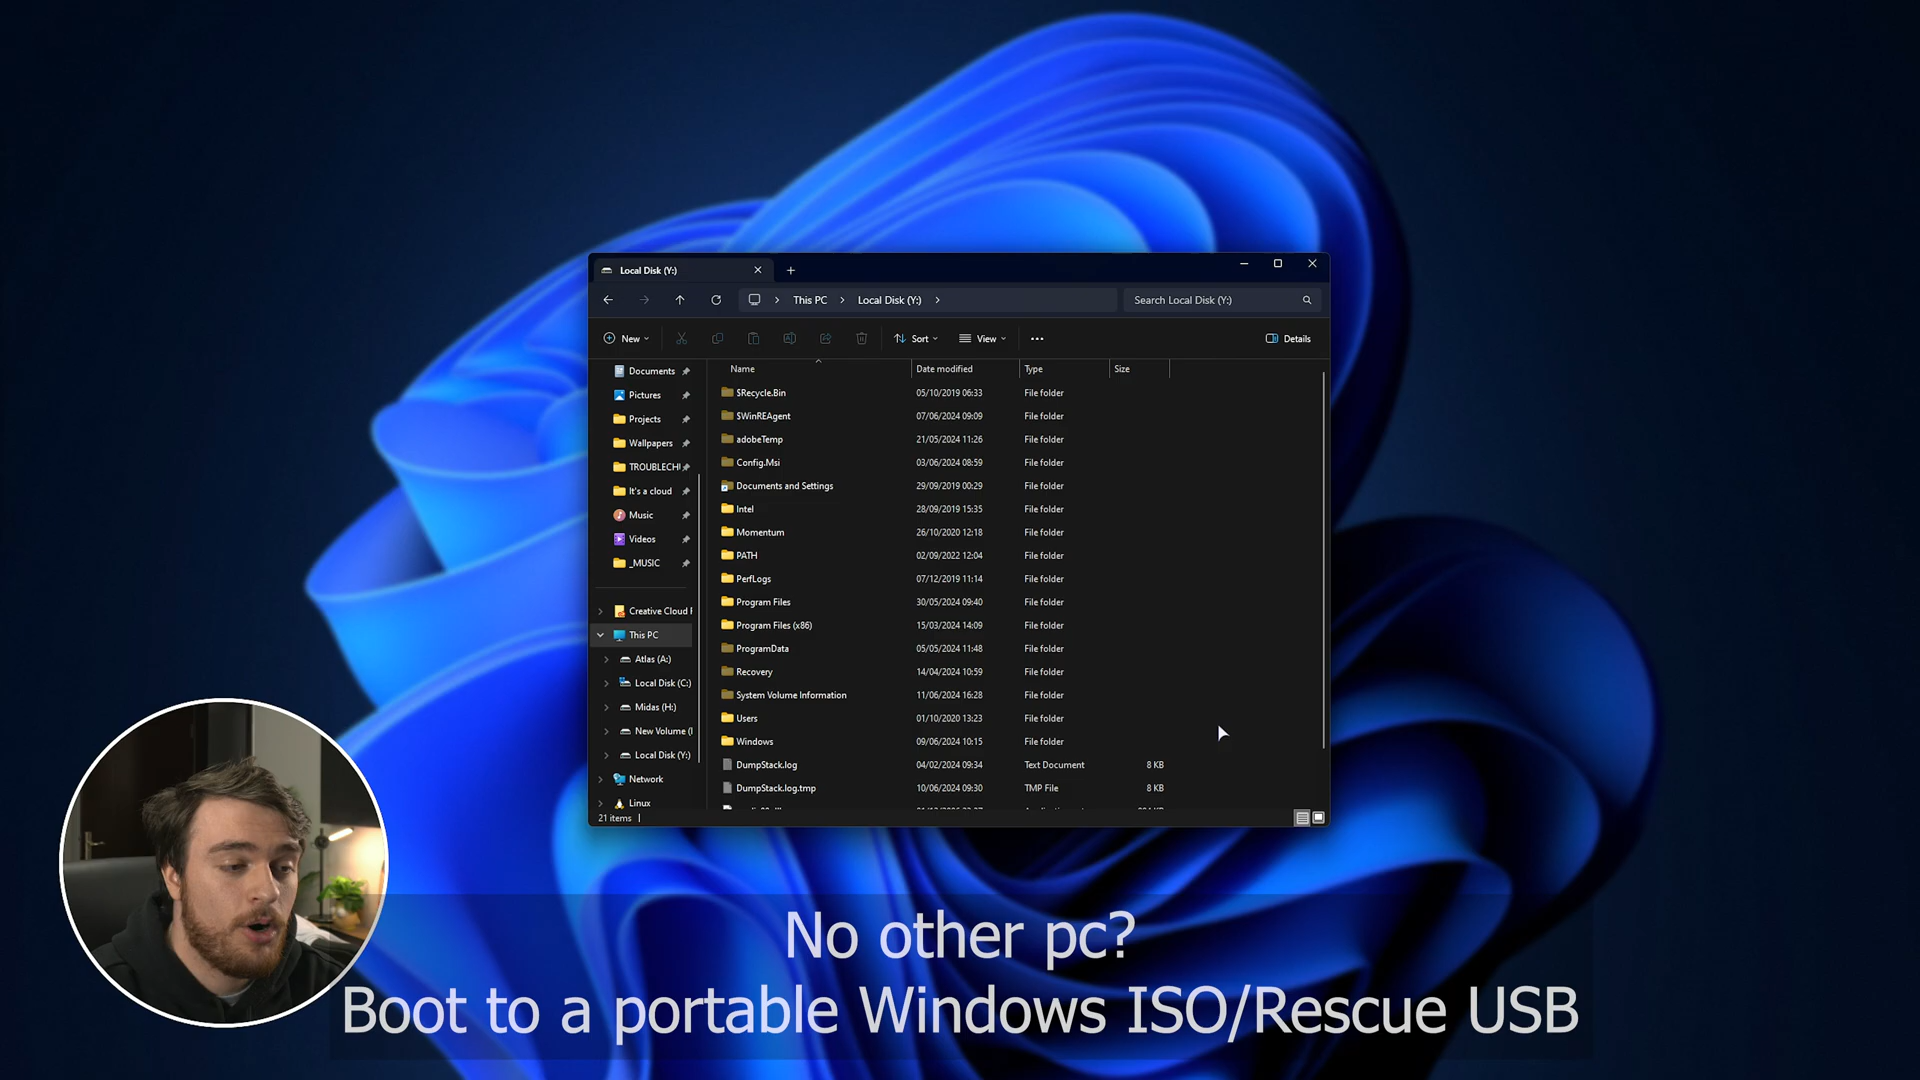 Local Disk (Y:)
This PC
Local Disk (Y:)
Search Local Disk (Y:)
New
Sort
View
Details
Documents
Pictures
Projects
Wallpapers
It's a cloud
Music
Videos
_MUSIC
Creative Cloud F
This PC
Atlas (A:)
Local Disk (C:)
Midas (H:)
New Volume (
Local Disk (Y:)
Network
Linux
Name Date modified Type Size
$Recycle.Bin 05/10/2019 06:33 File folder
$WinREAgent 07/06/2024 09:09 File folder
adobeTemp 21/05/2024 11:26 File folder
Config.Msi 03/06/2024 08:59 File folder
Documents and Settings 29/09/2019 00:29 File folder
Intel 28/09/2019 15:35 File folder
Momentum 26/10/2020 12:18 File folder
PATH 02/09/2022 12:04 File folder
PerfLogs 07/12/2019 11:14 File folder
Program Files 30/05/2024 09:40 File folder
Program Files (x86) 15/03/2024 14:09 File folder
ProgramData 05/05/2024 11:48 File folder
Recovery 14/04/2024 10:59 File folder
System Volume Information 11/06/2024 16:28 File folder
Users 01/10/2020 13:23 File folder
Windows 09/06/2024 10:15 File folder
DumpStack.log 04/02/2024 09:34 Text Document 8 KB
DumpStack.log.tmp 10/06/2024 09:30 TMP File 8 KB
21 items
No other pc?
Boot to a portable Windows ISO/Rescue USB